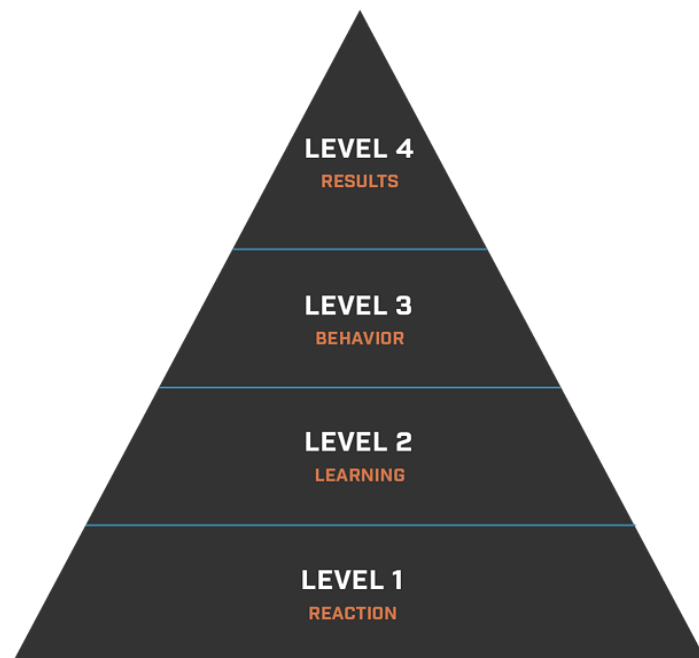 LEVEL 4
RESULTS
LEVEL 3
BEHAVIOR
LEVEL 2
LEARNING
LEVEL 1
REACTION